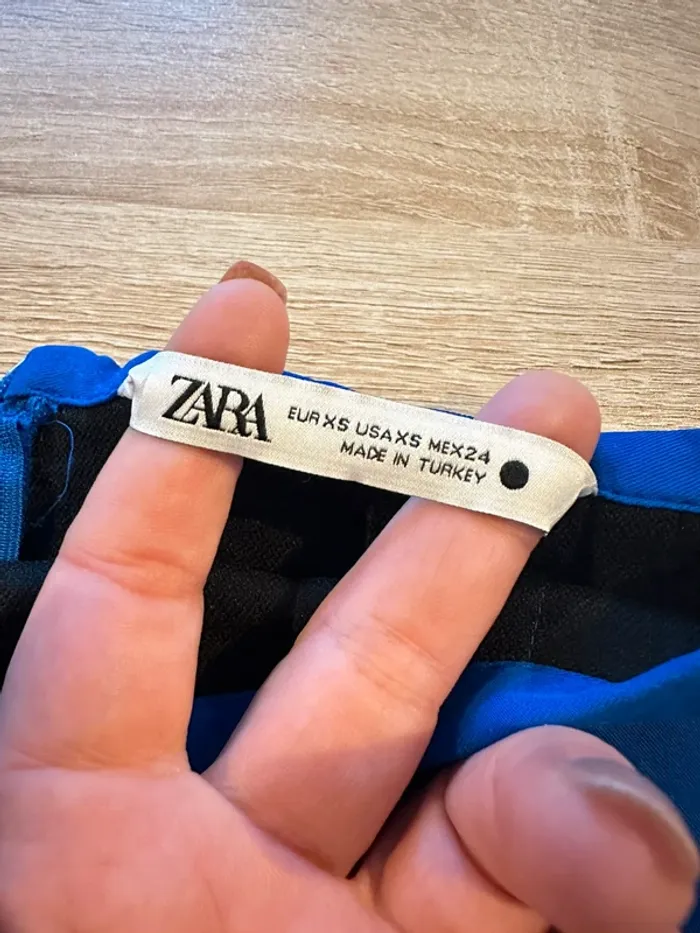 ZARA
EUR XS USA XS MEX 24
MADE IN TURKEY